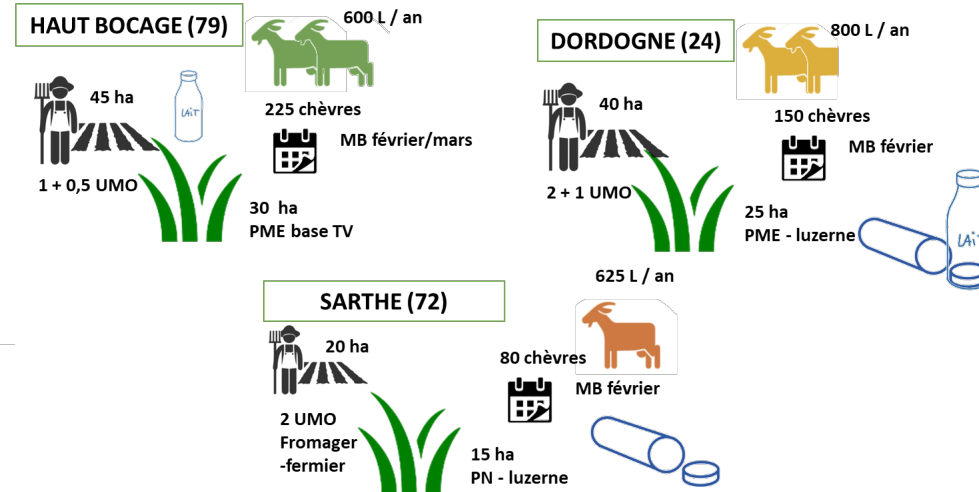 HAUT BOCAGE (79)
600 L / an
45 ha
LAIT
225 chèvres
MB février/mars
1 + 0,5 UMO
30 ha
PME base TV
DORDOGNE (24)
800 L / an
40 ha
150 chèvres
MB février
2 + 1 UMO
25 ha
PME - luzerne
LAIT
SARTHE (72)
625 L / an
20 ha
80 chèvres
MB février
2 UMO
Fromager
-fermier
15 ha
PN - luzerne